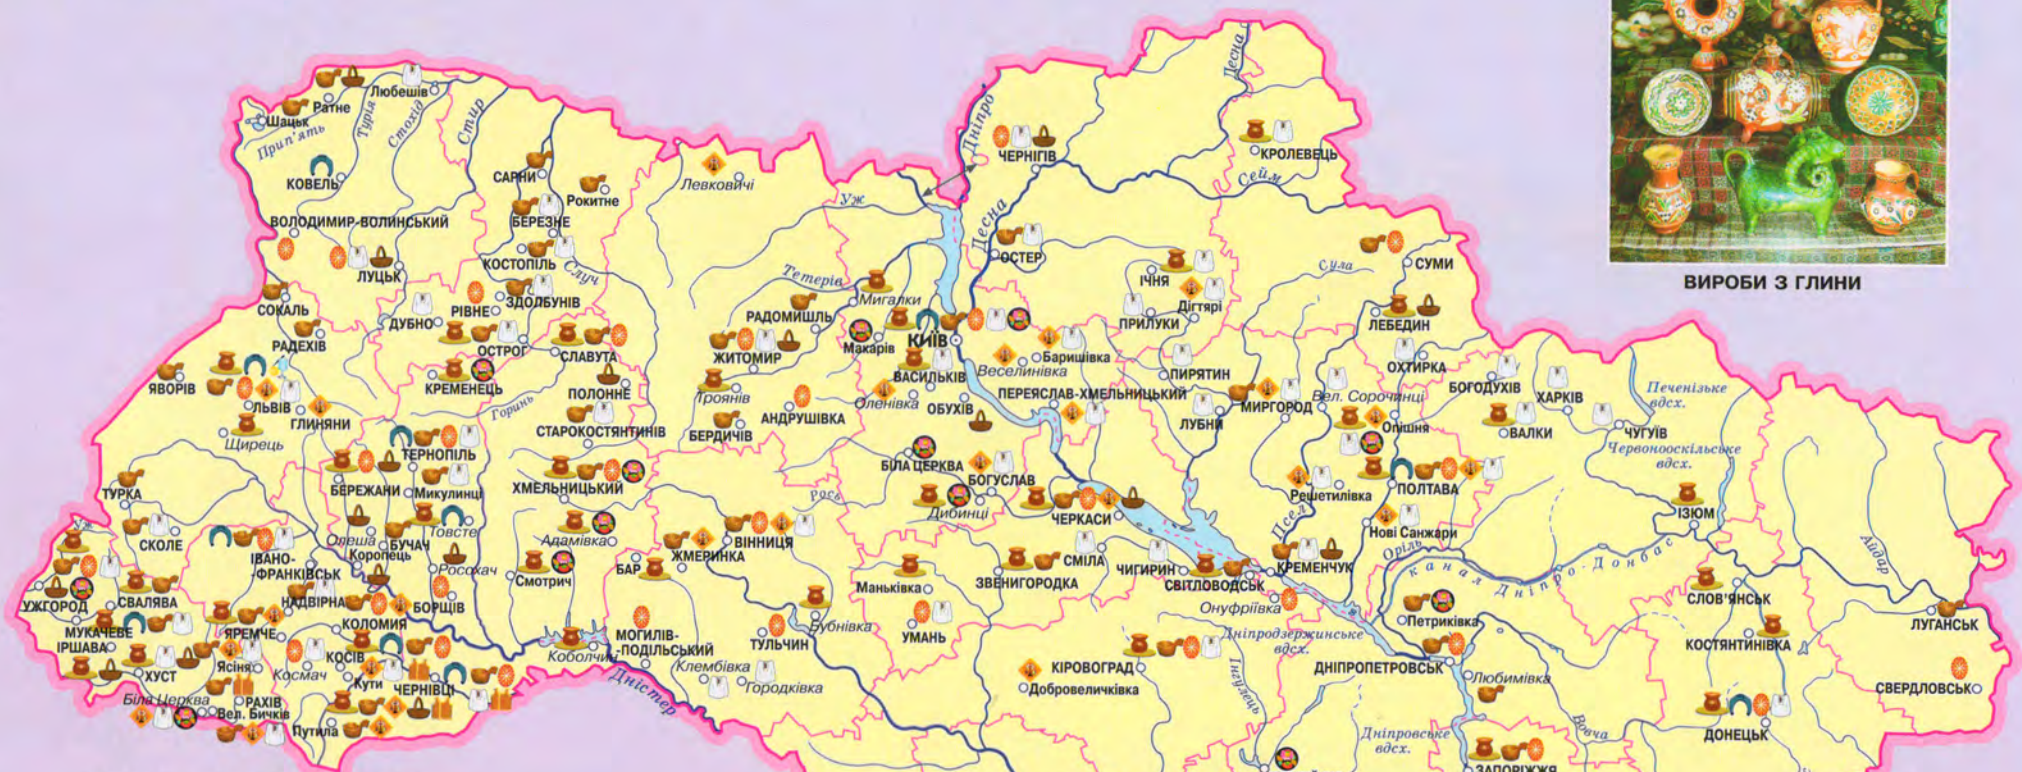 Десна
Любешів
Ратне
Шацьк
Прип'ять
Турія
Стохід
Стир
Дніпро
ЧЕРНІГІВ
КРОЛЕВЕЦЬ
КОВЕЛЬ
САРНИ
Рокитне
Левковичі
Сейм
Уж
ВОЛОДИМИР-ВОЛИНСЬКИЙ
БЕРЕЗНЕ
Десна
ЛУЦЬК
КОСТОПІЛЬ
Случ
ОСТЕР
СУМИ
Тетерів
Сула
ІЧНЯ
ВИРОБИ З ГЛИНИ
СОКАЛЬ
РІВНЕ
ЗДОЛБУНІВ
Мигалки
Дігтярі
ДУБНО
РАДОМИШЛЬ
ПРИЛУКИ
ЛЕБЕДИН
РАДЕХІВ
ОСТРОГ
СЛАВУТА
ЖИТОМИР
Макарів
КИЇВ
Баришівка
Веселинівка
ОХТИРКА
ЯВОРІВ
КРЕМЕНЕЦЬ
ВАСИЛЬКІВ
ПИРЯТИН
БОГОДУХІВ
Печенізьке
вдсх.
ПОЛОННЕ
Троянів
Оленівка
ОБУХІВ
ПЕРЕЯСЛАВ-ХМЕЛЬНИЦЬКИЙ
МИРГОРОД
Вел. Сорочинці
ХАРКІВ
ЛЬВІВ
ГЛИНЯНИ
Горинь
АНДРУШІВКА
ЛУБНИ
Опішня
ВАЛКИ
ЧУГУЇВ
Щирець
СТАРОКОСТЯНТИНІВ
БЕРДИЧІВ
Червонооскільське
вдсх.
ТЕРНОПІЛЬ
БІЛА ЦЕРКВА
БОГУСЛАВ
БЕРЕЖАНИ
Микулинці
ХМЕЛЬНИЦЬКИЙ
Рось
Решетилівка
ПОЛТАВА
ТУРКА
Дибинці
ЧЕРКАСИ
Псел
ІЗЮМ
Уж
СКОЛЕ
Олеша
БУЧАЧ
Товсте
Адамівка
ВІННИЦЯ
Нові Санжари
ІВАНО-
-ФРАНКІВСЬК
Коропець
Росохач
Смотрич
БАР
ЖМЕРИНКА
ЗВЕНИГОРОДКА
СМІЛА
ЧИГИРИН
КРЕМЕНЧУК
Оріль
канал Дніпро-Донбас
Айдар
Маньківка
СВІТЛОВОДСЬК
УЖГОРОД
СВАЛЯВА
НАДВІРНА
БОРЩІВ
Онуфріївка
Петриківка
СЛОВ'ЯНСЬК
ЛУГАНСЬК
МУКАЧЕВЕ
ЯРЕМЧЕ
КОЛОМИЯ
Бубнівка
УМАНЬ
Дніпродзержинське
вдсх.
ІРШАВА
МОГИЛІВ-
-ПОДІЛЬСЬКИЙ
ТУЛЬЧИН
КОСТЯНТИНІВКА
ХУСТ
Ясіня
Космач
КОСІВ
Коболчин
Клембівка
КІРОВОГРАД
ДНІПРОПЕТРОВСЬК
Кути
ЧЕРНІВЦІ
Дністер
Городківка
Добровеличківка
Інгулець
Любимівка
СВЕРДЛОВСЬК
Біла Церква
РАХІВ
Вел. Бичків
Путила
Дніпровське
вдсх.
Вовча
ДОНЕЦЬК
ЗАПОРІЖЖЯ